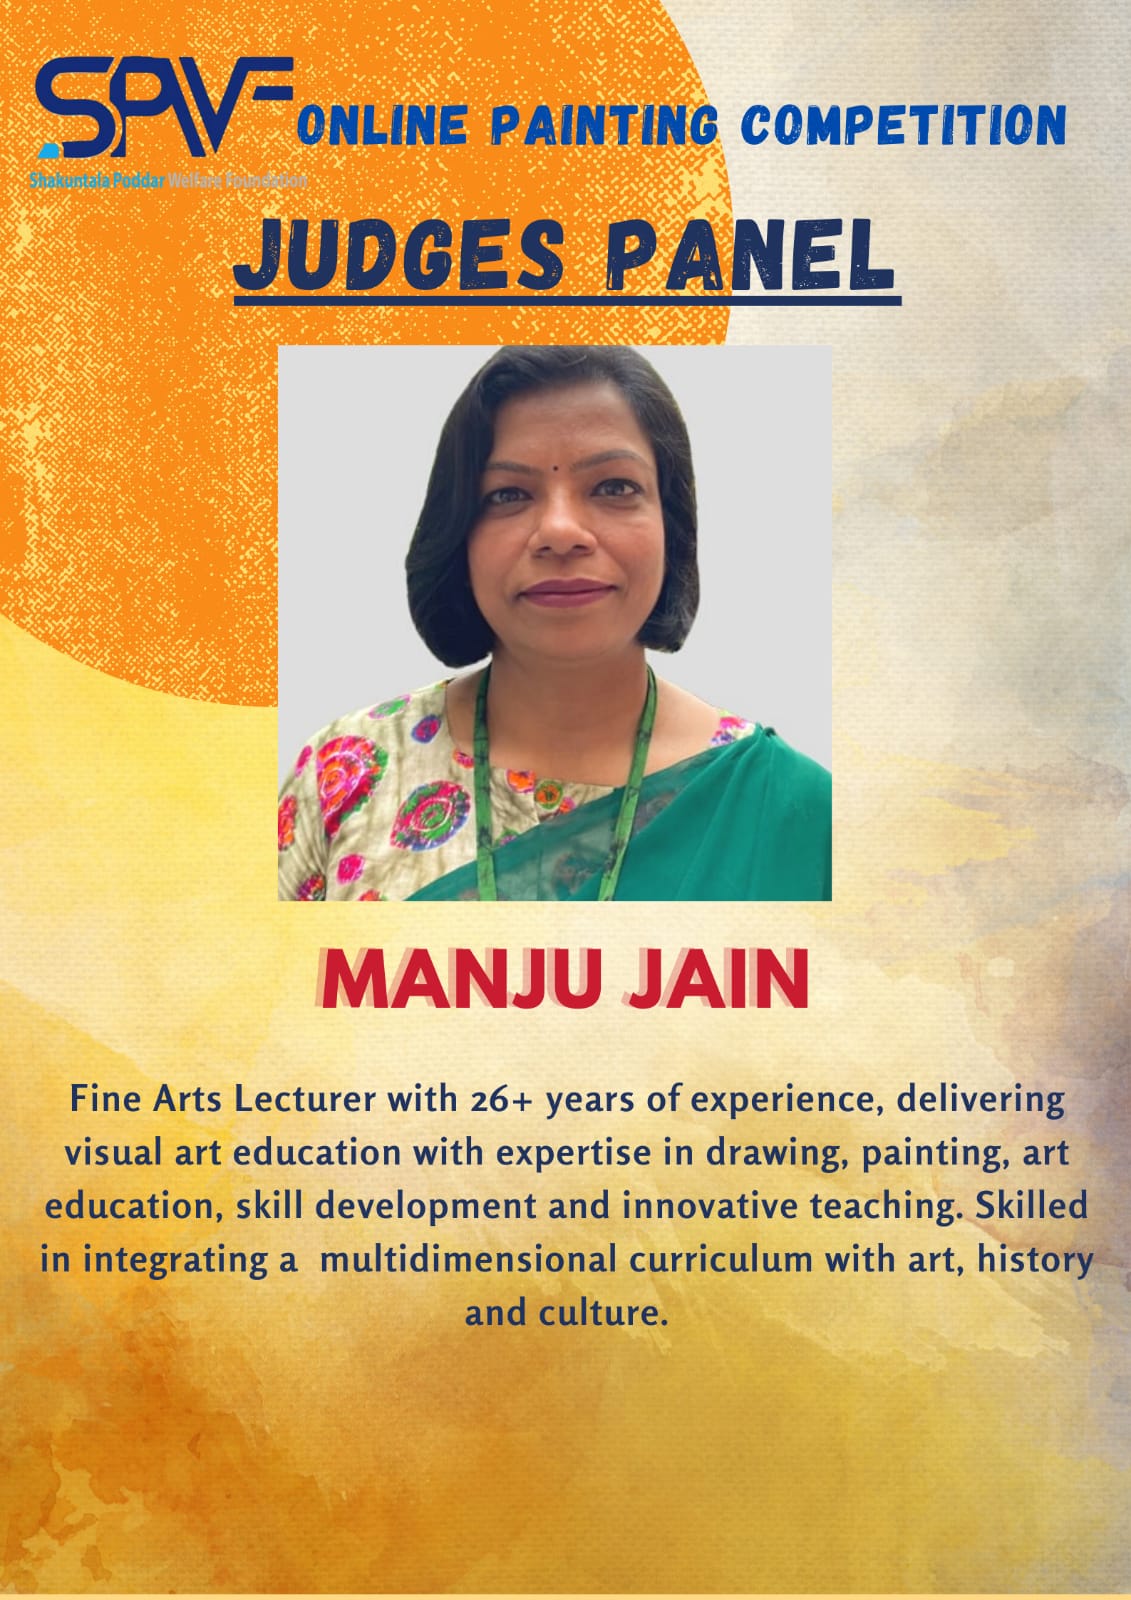 SPWF
ONLINE PAINTING COMPETITION
Shakuntala Poddar Welfare Foundation
JUDGES PANEL
MANJU JAIN
Fine Arts Lecturer with 26+ years of experience, delivering
visual art education with expertise in drawing, painting, art
education, skill development and innovative teaching. Skilled
in integrating a multidimensional curriculum with art, history
and culture.